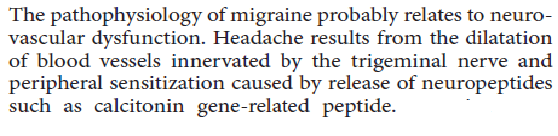 The pathophysiology of migraine probably relates to neuro-
vascular dysfunction. Headache results from the dilatation
of blood vessels innervated by the trigeminal nerve and
peripheral sensitization caused by release of neuropeptides
such as calcitonin gene-related peptide.